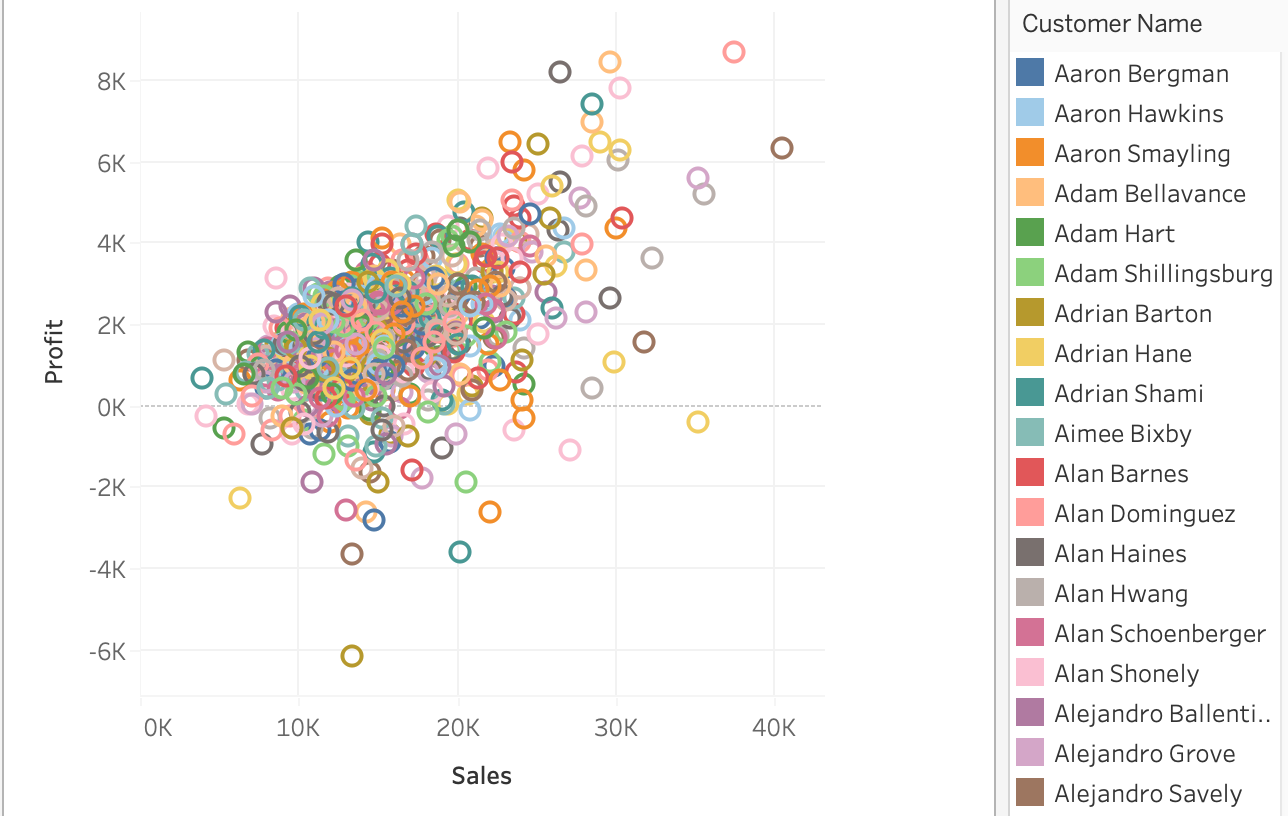 Customer Name
Aaron Bergman
Aaron Hawkins
Aaron Smayling
Adam Bellavance
Adam Hart
Adam Shillingsburg
Adrian Barton
Adrian Hane
Adrian Shami
Aimee Bixby
Alan Barnes
Alan Dominguez
Alan Haines
Alan Hwang
Alan Schoenberger
Alan Shonely
Alejandro Ballenti..
Alejandro Grove
Alejandro Savely
Profit
8K
6K
4K
2K
0K
-2K
-4K
-6K
0K 10K 20K 30K 40K
Sales